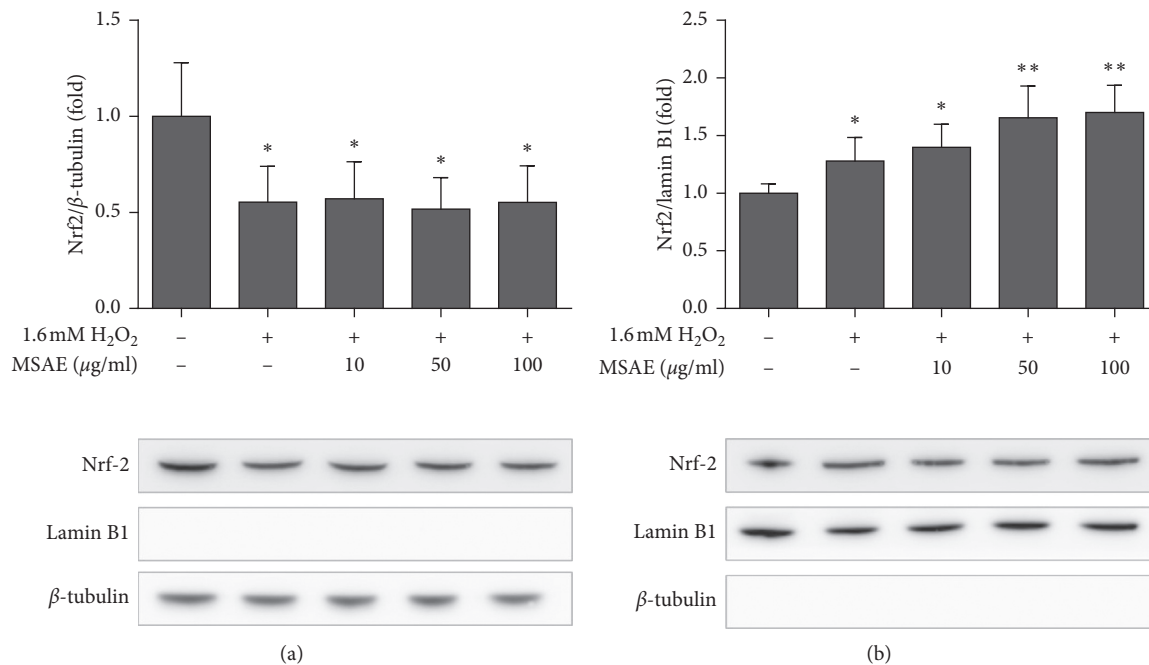 1.5
1.0
0.5
0.0
Nrf2/β-tubulin (fold)
* * * *
1.6 mM H₂O₂ – + + + +
MSAE (μg/ml) – – 10 50 100
Nrf-2
Lamin B1
β-tubulin
(a)
2.5
2.0
1.5
1.0
0.5
0.0
Nrf2/lamin B1(fold)
* * ** **
1.6 mM H₂O₂ – + + + +
MSAE (μg/ml) – – 10 50 100
Nrf-2
Lamin B1
β-tubulin
(b)